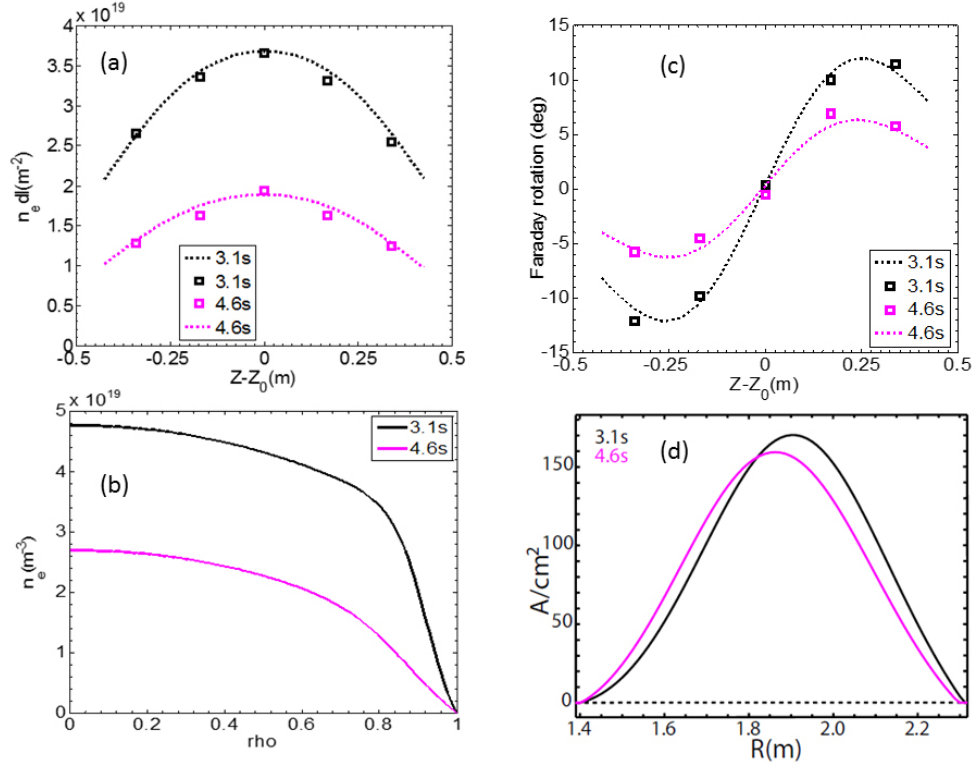 x 10^19
(a)
n_e dl(m^-2)
4
3.5
3
2.5
2
1.5
1
0.5
0
3.1s
3.1s
4.6s
4.6s
-0.5 -0.25 0 0.25 0.5
Z-Z_0(m)
(c)
Faraday rotation (deg)
15
10
5
0
-5
-10
-15
3.1s
3.1s
4.6s
4.6s
-0.5 -0.25 0 0.25 0.5
Z-Z_0(m)
x 10^19
(b)
n_e(m^-3)
5
4
3
2
1
0
3.1s
4.6s
0 0.2 0.4 0.6 0.8 1
rho
3.1s
4.6s
(d)
A/cm^2
150
100
50
0
1.4 1.6 1.8 2.0 2.2
R(m)